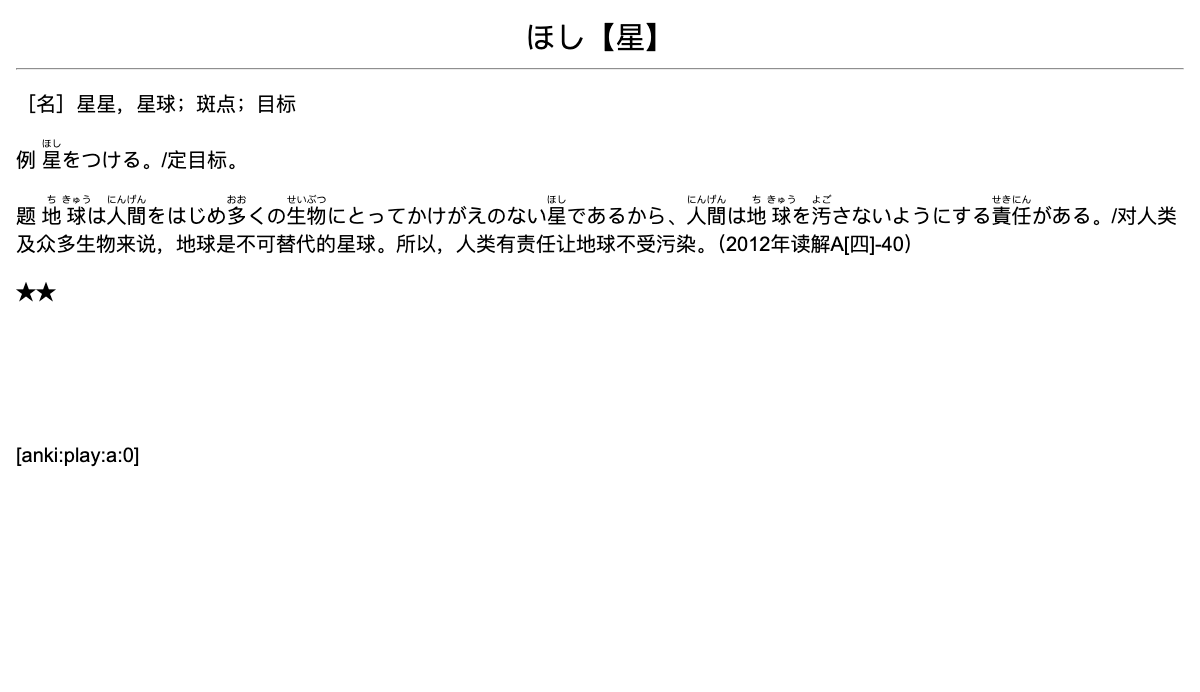 ほし【星】
［名］星星，星球；斑点；目标
ほし
例 星をつける。/定目标。
ち きゅう にんげん おお せいぶつ ほし にんげん ち きゅう よご せきにん
题 地 球は人間をはじめ多くの生物にとってかけがえのない星であるから、人間は地 球を汚さないようにする責任がある。/对人类
及众多生物来说，地球是不可替代的星球。所以，人类有责任让地球不受污染。（2012年读解A[四]-40）
★★
[anki:play:a:0]